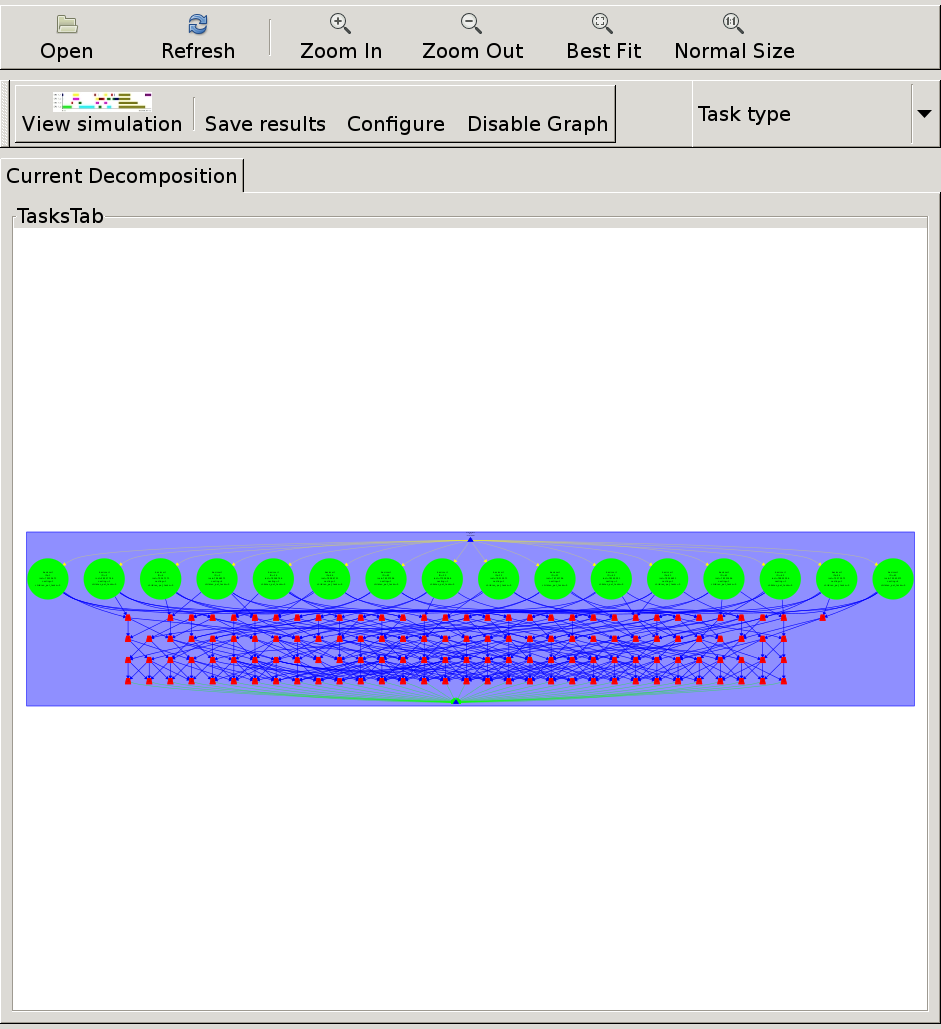 Open Refresh Zoom In Zoom Out Best Fit Normal Size
View simulation Save results Configure Disable Graph Task type
Current Decomposition
TasksTab